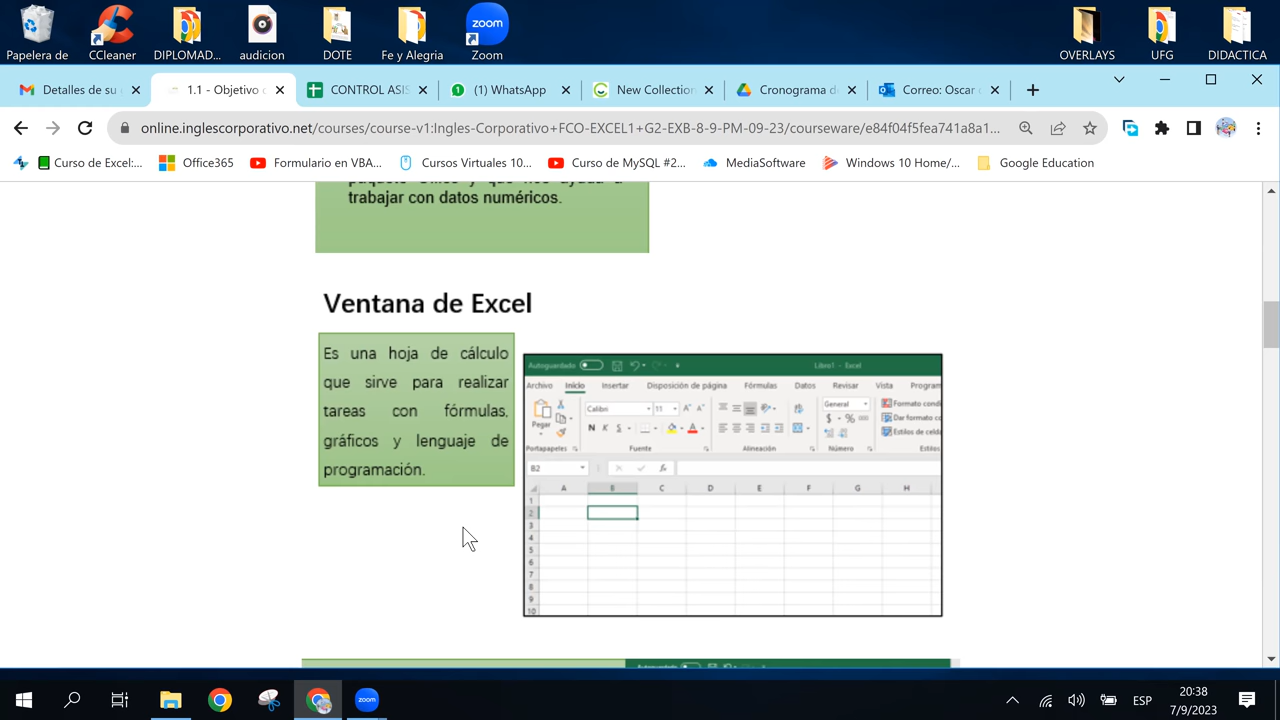 Papelera de
CCleaner
DIPLOMAD...
audicion
DOTE
Fe y Alegria
zoom
Zoom
OVERLAYS
UFG
DIDACTICA
Detalles de su
1.1 - Objetivo
CONTROL ASIS
(1) WhatsApp
New Collection
Cronograma d
Correo: Oscar
online.inglescorporativo.net/courses/course-v1:Ingles-Corporativo+FCO-EXCEL1+G2-EXB-8-9-PM-09-23/courseware/e84f04f5fea741a8a1...
Curso de Excel:...
Office365
Formulario en VBA...
Cursos Virtuales 10...
Curso de MySQL #2...
MediaSoftware
Windows 10 Home/...
Google Education
trabajar con datos numéricos.
Ventana de Excel
Es una hoja de cálculo
que sirve para realizar
tareas con fórmulas,
gráficos y lenguaje de
programación.
Autoguardado
Libro1 - Excel
Archivo Inicio Insertar Disposición de página Fórmulas Datos Revisar Vista Program
Calibri 11
General
Formato condi
Pegar
N K S
$ %
Dar formato c
Estilos de celd
Portapapeles Fuente Alineación Número Estilos
B2 fx
A B C D E F G H
1
2
3
4
5
6
7
8
9
10
zoom
ESP
20:38
7/9/2023